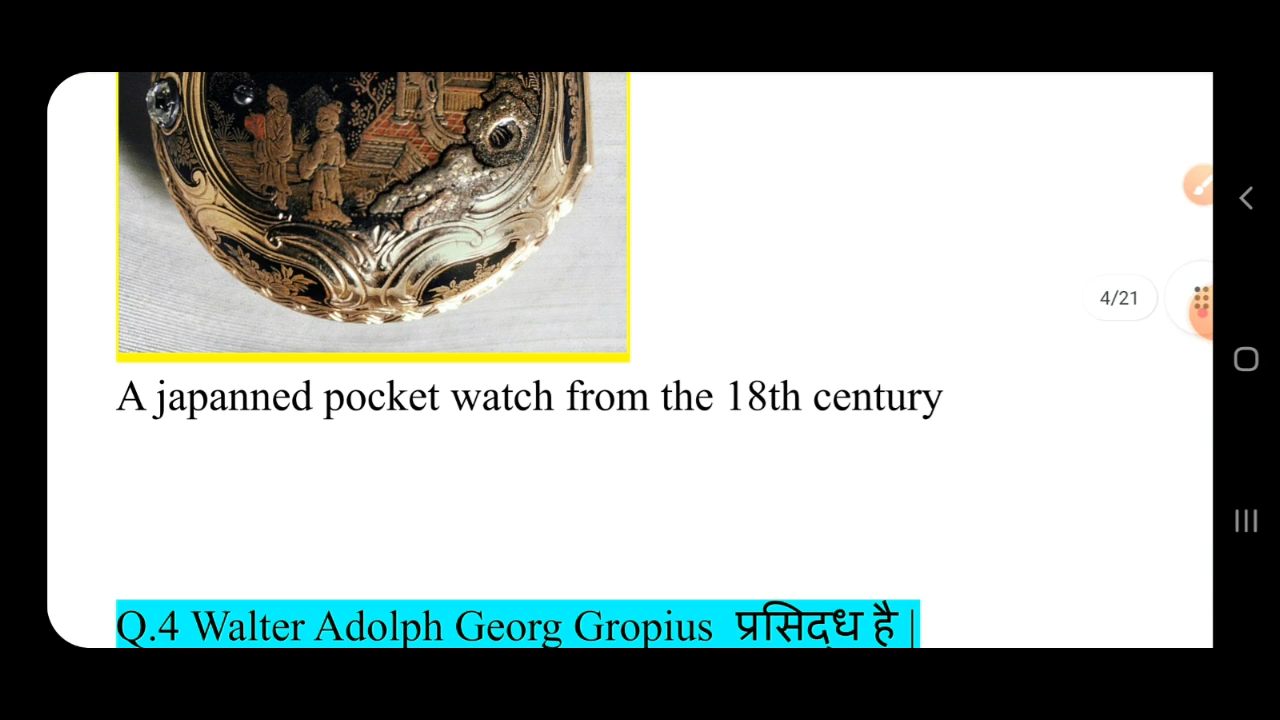 4/21
A japanned pocket watch from the 18th century
Q.4 Walter Adolph Georg Gropius प्रसिद्ध है |